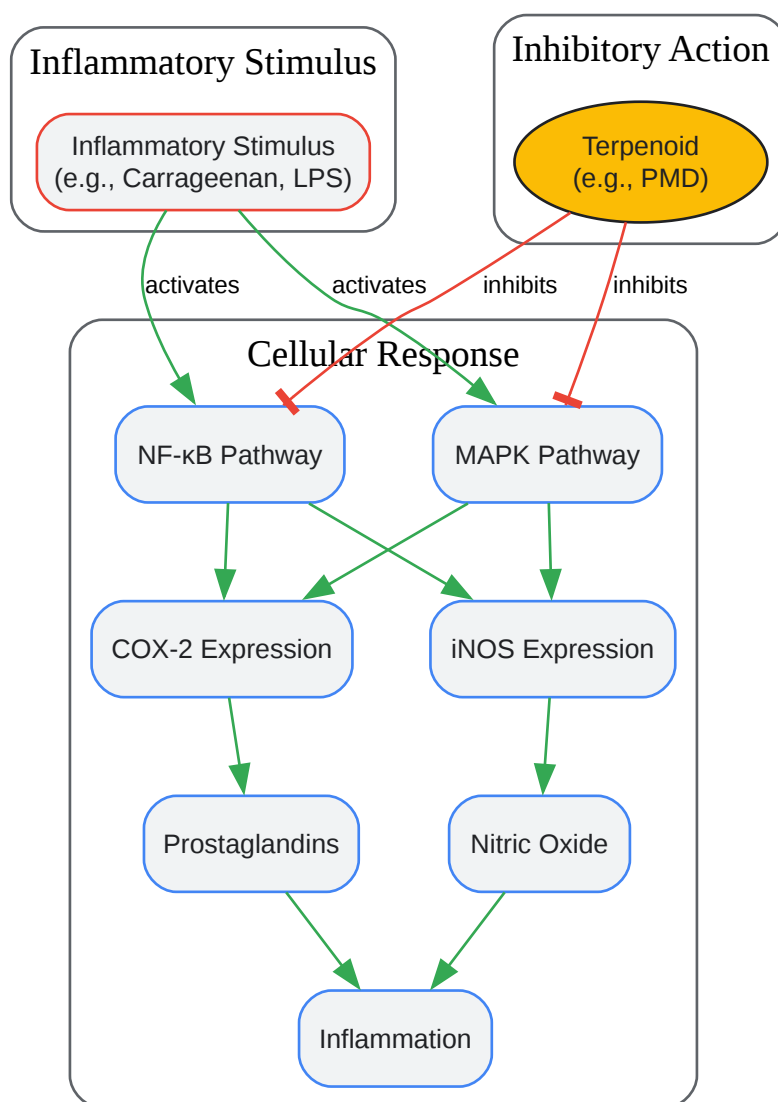 Inflammatory Stimulus
Inhibitory Action
Inflammatory Stimulus
(e.g., Carrageenan, LPS)
Terpenoid
(e.g., PMD)
activates
activates
inhibits
inhibits
Cellular Response
NF-κB Pathway
MAPK Pathway
COX-2 Expression
iNOS Expression
Prostaglandins
Nitric Oxide
Inflammation